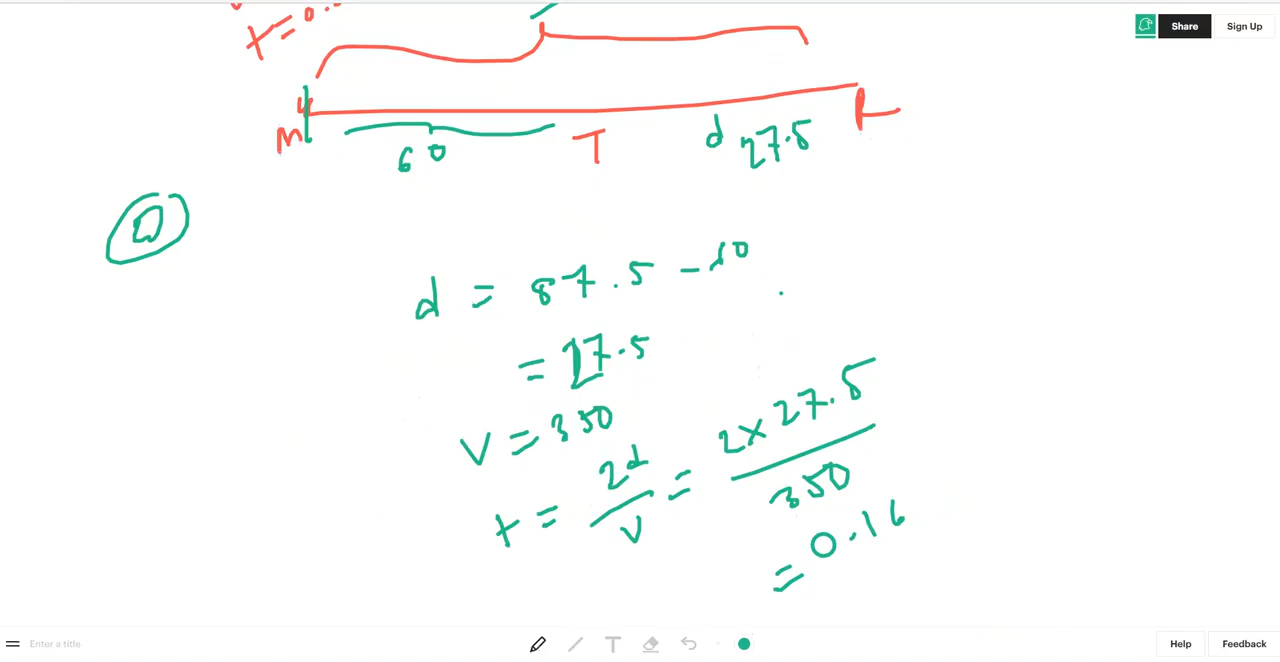 Share
Sign Up
t = 0.
M
60
T
d 27.5
d = 87.5 - 60
= 27.5
v = 350
t = 2d / v = 2 x 27.5 / 350
= 0.16
Enter a title
T
Help
Feedback